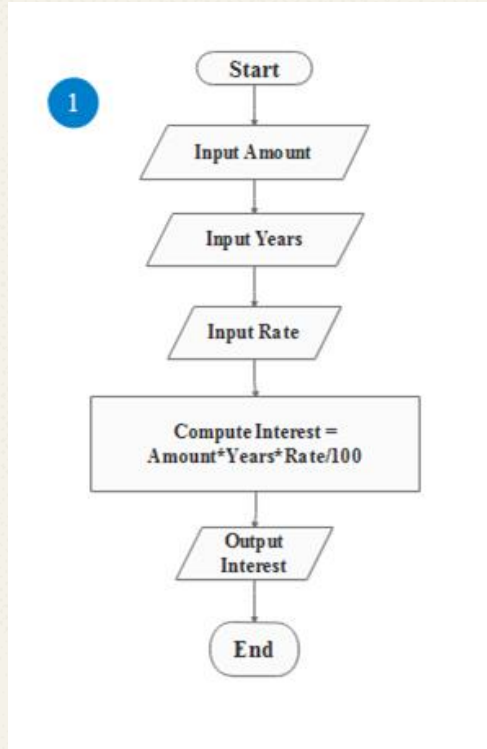 1
Start
Input Amount
Input Years
Input Rate
Compute Interest =
Amount*Years*Rate/100
Output
Interest
End